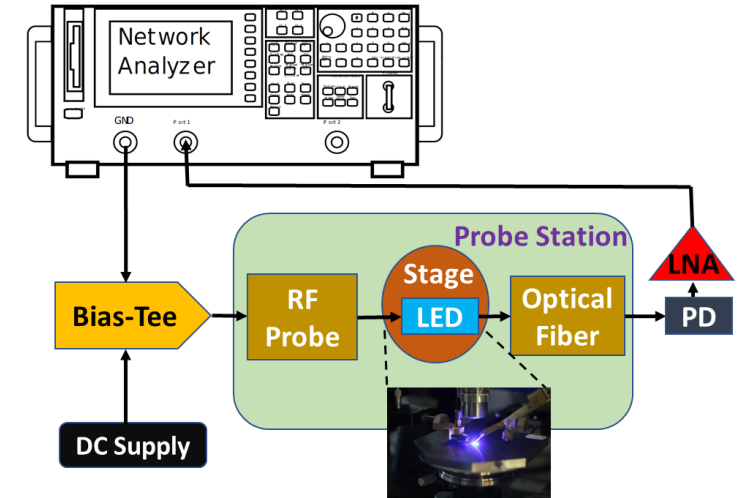 Network
Analyzer
GND
Port 1
Port 2
Probe Station
LNA
Stage
RF
Probe
LED
Optical
Fiber
Bias-Tee
PD
DC Supply